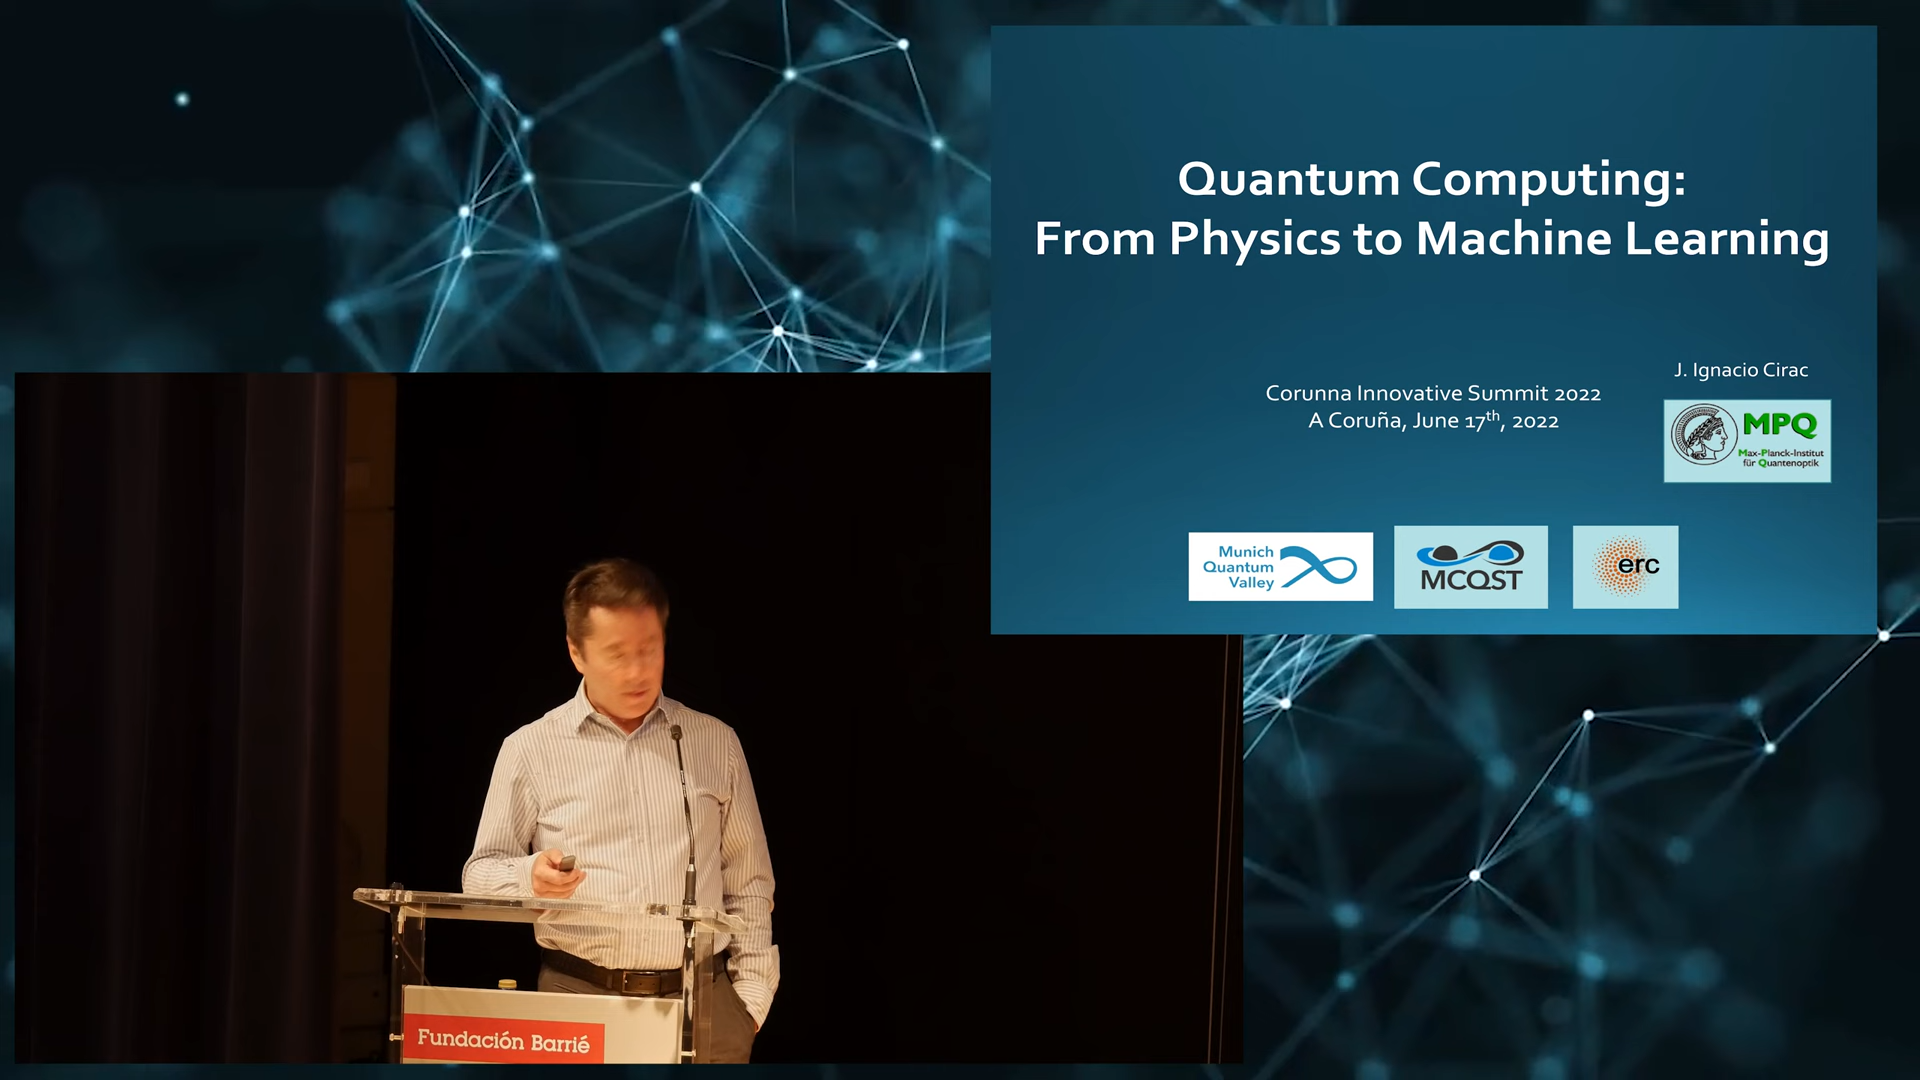 Quantum Computing:
From Physics to Machine Learning
J. Ignacio Cirac
Corunna Innovative Summit 2022
A Coruña, June 17th, 2022
MPQ
Max-Planck-Institut
für Quantenoptik
Munich
Quantum
Valley
MCQST
erc
Fundación Barrié